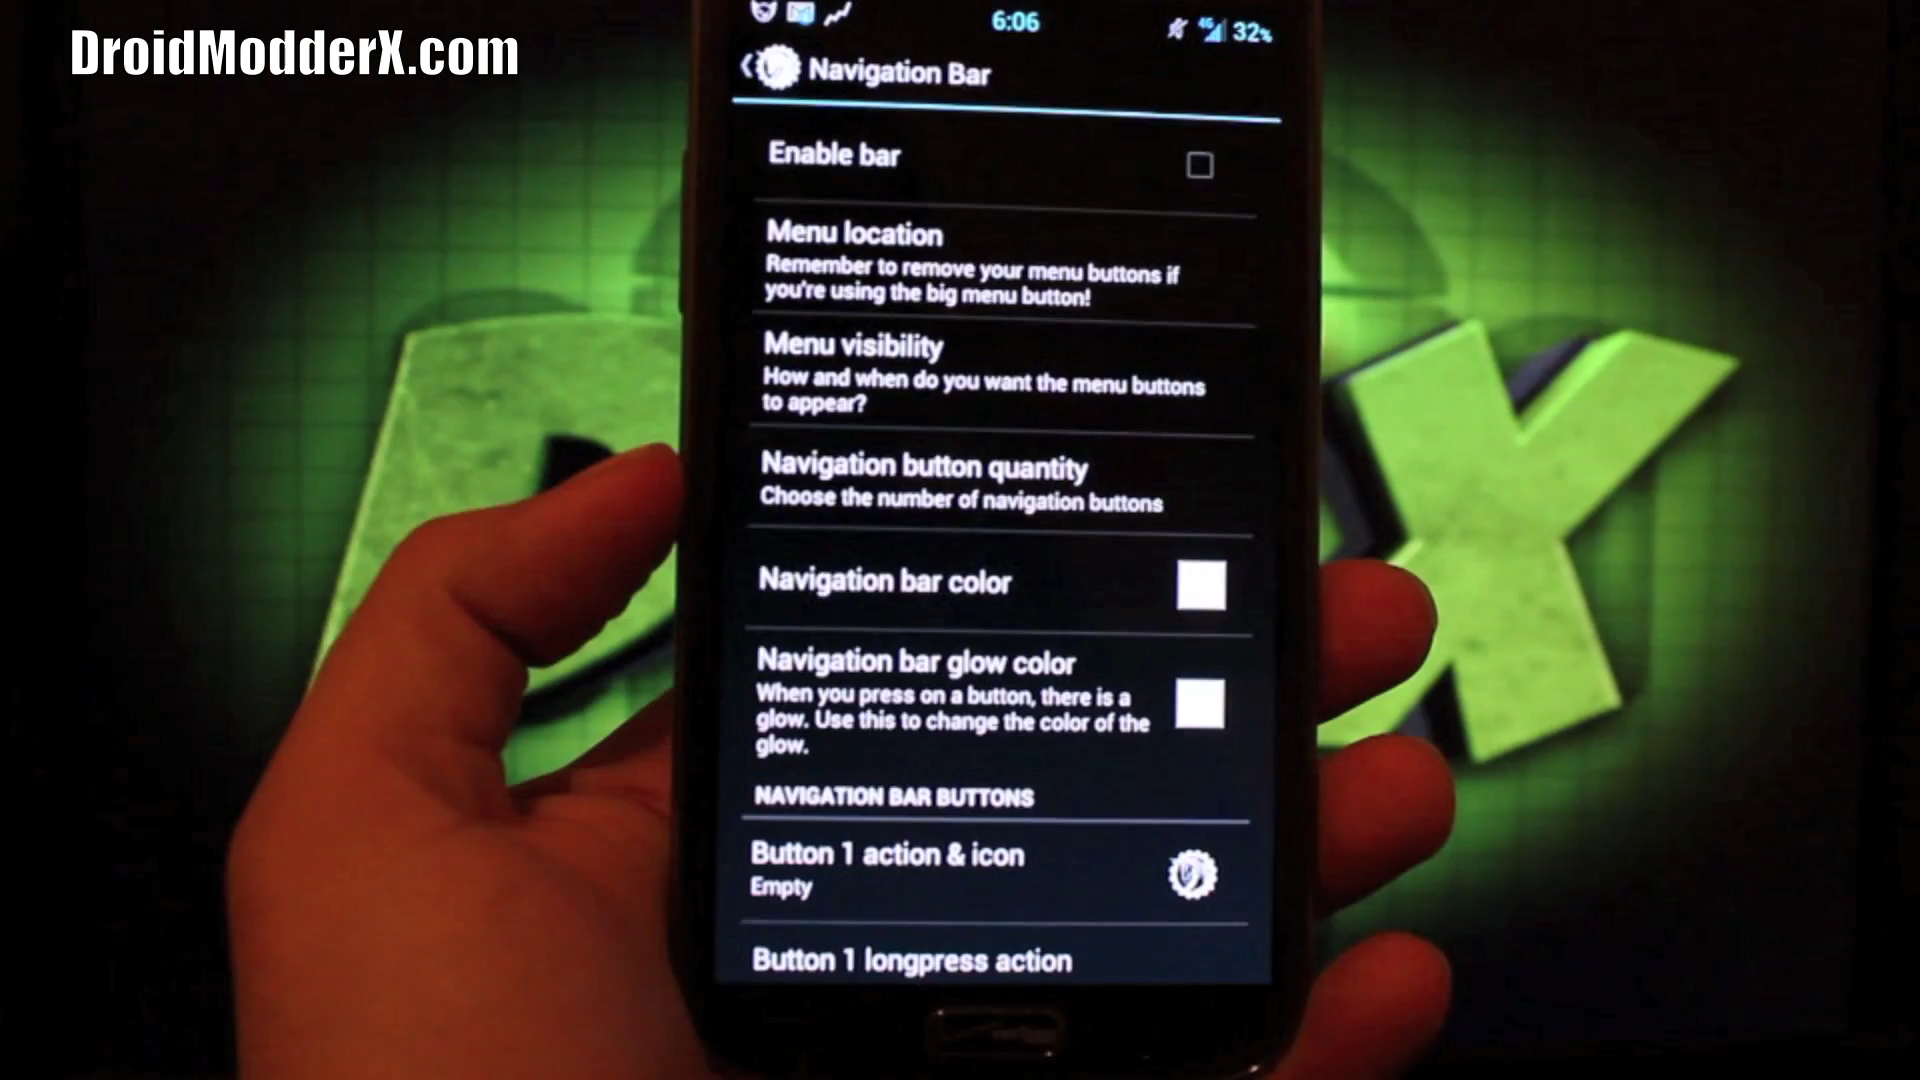 DroidModderX.com
6:06
4G
32%
Navigation Bar
Enable bar
Menu location
Remember to remove your menu buttons if
you're using the big menu button!
Menu visibility
How and when do you want the menu buttons
to appear?
Navigation button quantity
Choose the number of navigation buttons
Navigation bar color
Navigation bar glow color
When you press on a button, there is a
glow. Use this to change the color of the
glow.
NAVIGATION BAR BUTTONS
Button 1 action & icon
Empty
Button 1 longpress action
X